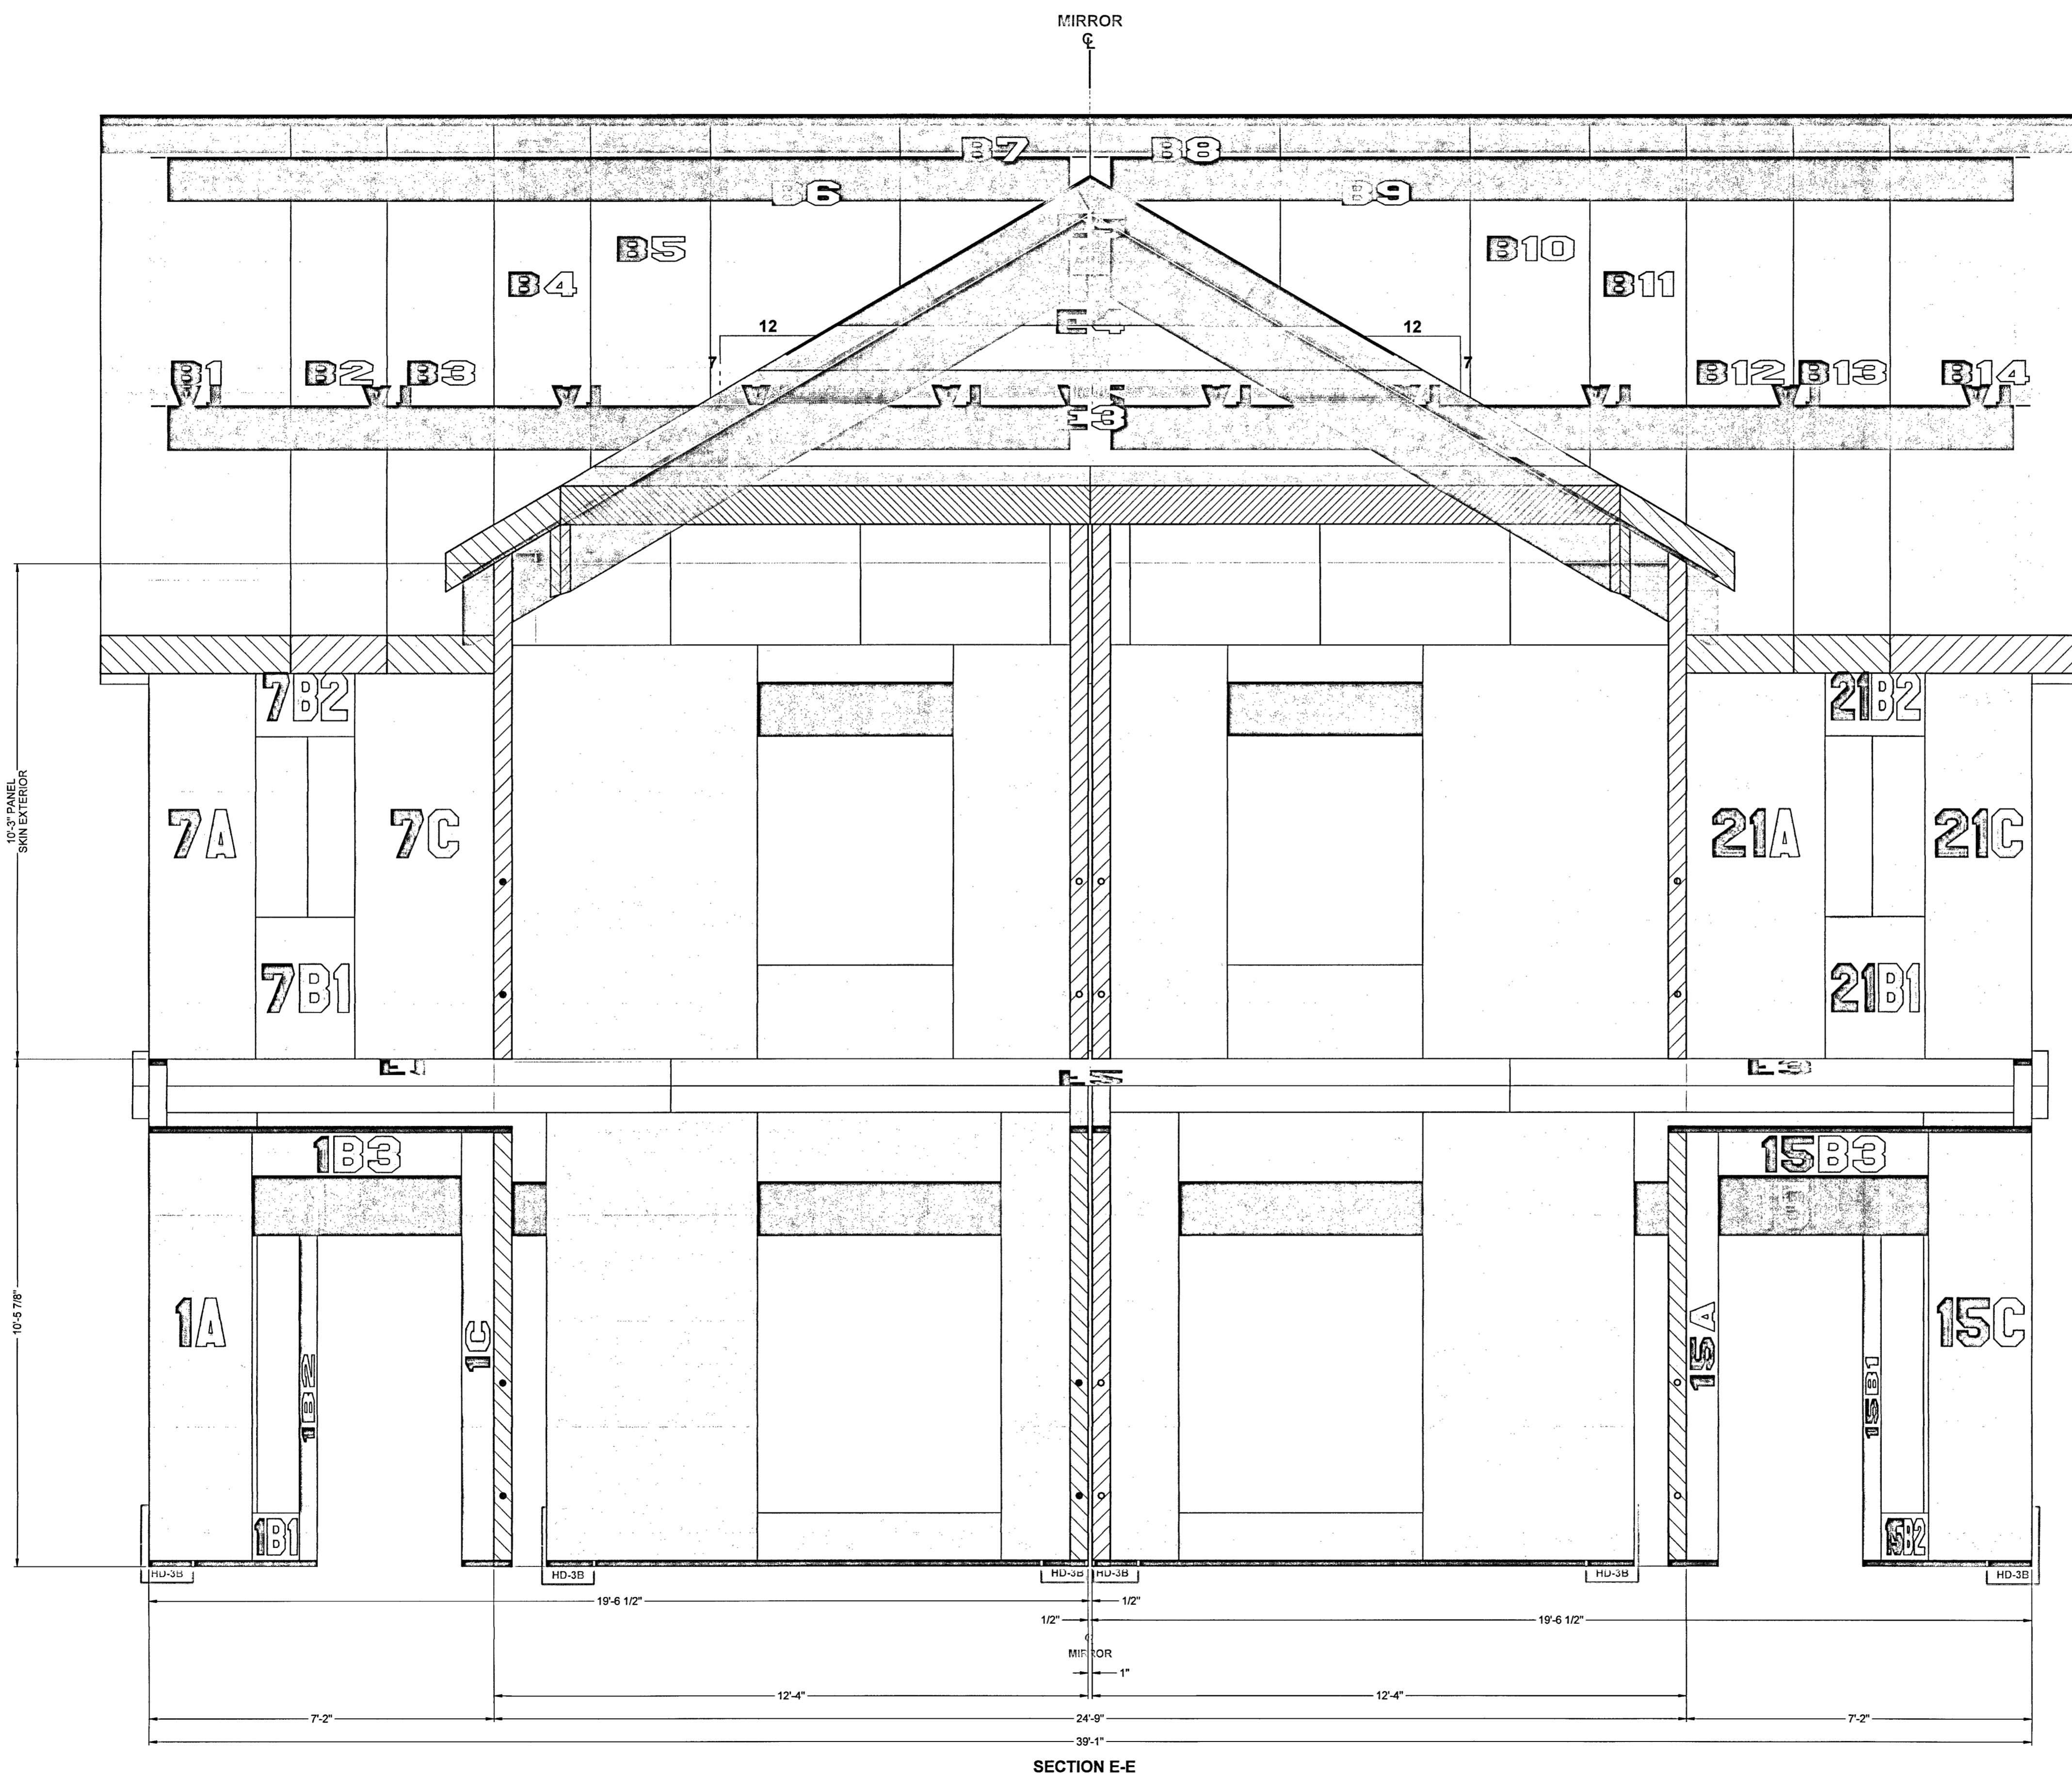 MIRROR
℄
B7 B8
B6 B9
B5 B10
B4 B11
E4
12 12
7 7
B1 B2 B3 B12 B13 B14
E3
7B2 21B2
10'-3" PANEL
SKIN EXTERIOR
7A 7C 21A 21C
7B1 21B1
1B3 15B3
10'-5 7/8"
1A 1B2 1C 15A 15B1 15C
1B1 15B2
HD-3B HD-3B HD-3B HD-3B HD-3B HD-3B
19'-6 1/2" 1/2"
1/2" 19'-6 1/2"
MIRROR
1"
12'-4" 12'-4"
7'-2" 24'-9" 7'-2"
39'-1"
SECTION E-E